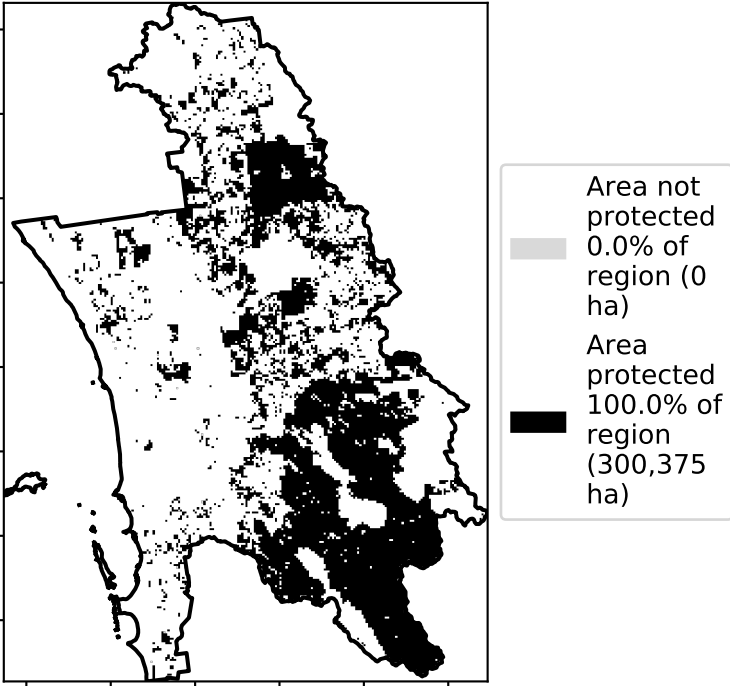 Area not
protected
0.0% of
region (0
ha)
Area
protected
100.0% of
region
(300,375
ha)